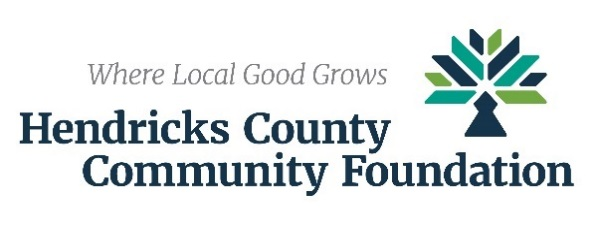 Where Local Good Grows
Hendricks County
Community Foundation